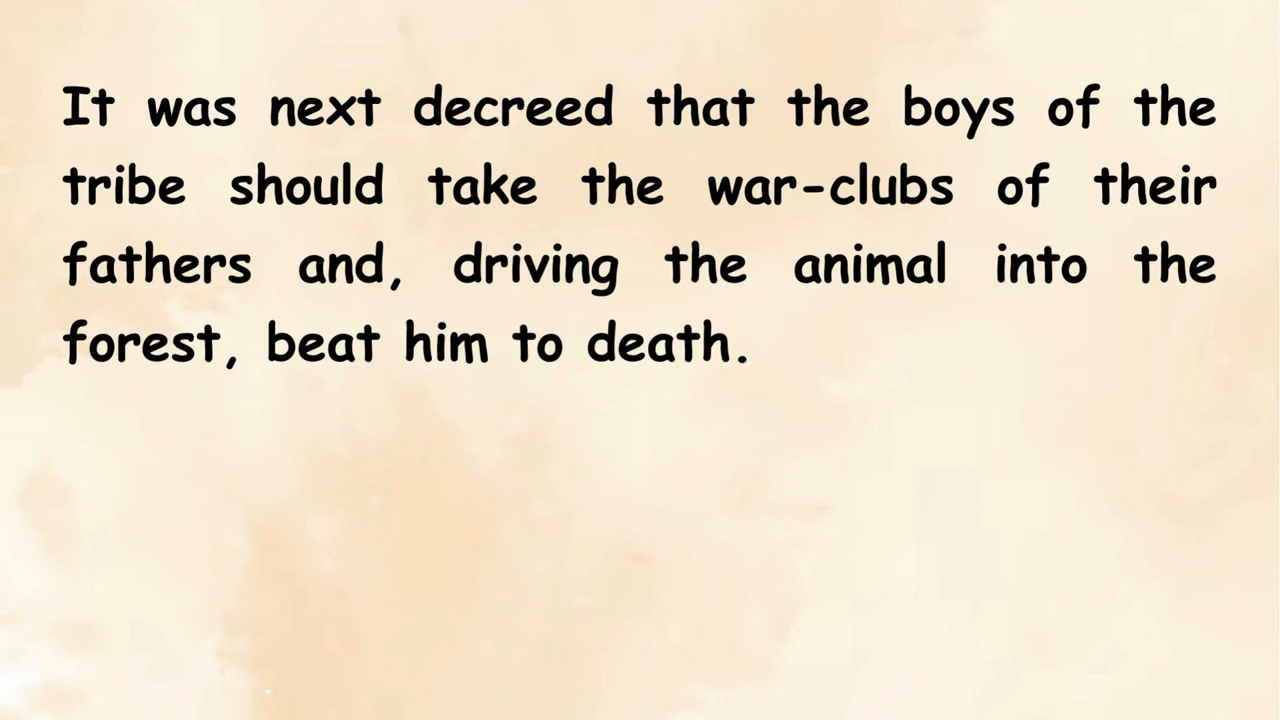 It was next decreed that the boys of the
tribe should take the war-clubs of their
fathers and, driving the animal into the
forest, beat him to death.